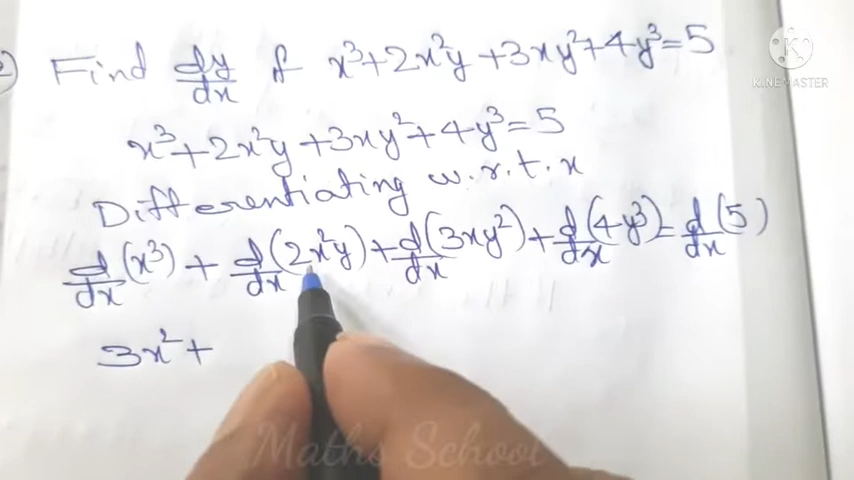 Find dy/dx if x³+2x²y+3xy²+4y³=5
x³+2x²y+3xy²+4y³=5
Differentiating w.r.t.x
d/dx(x³)+d/dx(2x²y)+d/dx(3xy²)+d/dx(4y³)=d/dx(5)
3x²+
KINEMASTER
Maths School